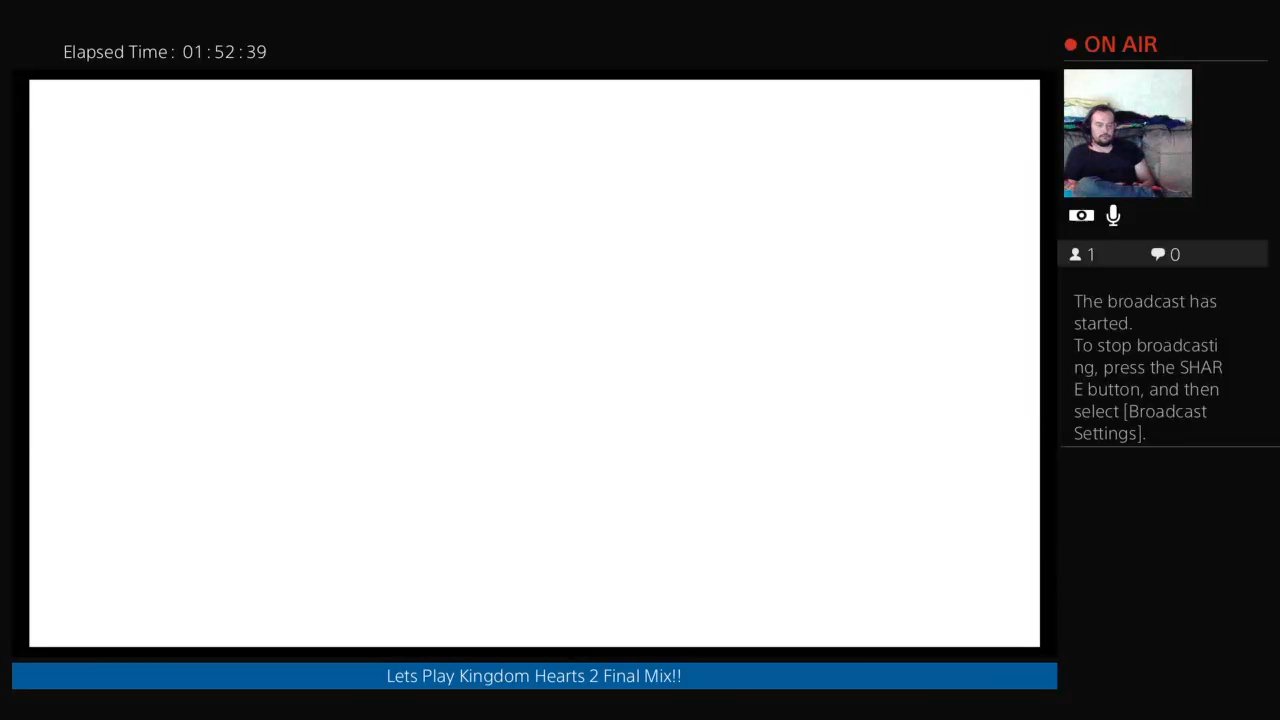 Elapsed Time: 01:52:39
ON AIR
1 0
The broadcast has
started.
To stop broadcasti
ng, press the SHAR
E button, and then
select [Broadcast
Settings].
Lets Play Kingdom Hearts 2 Final Mix!!